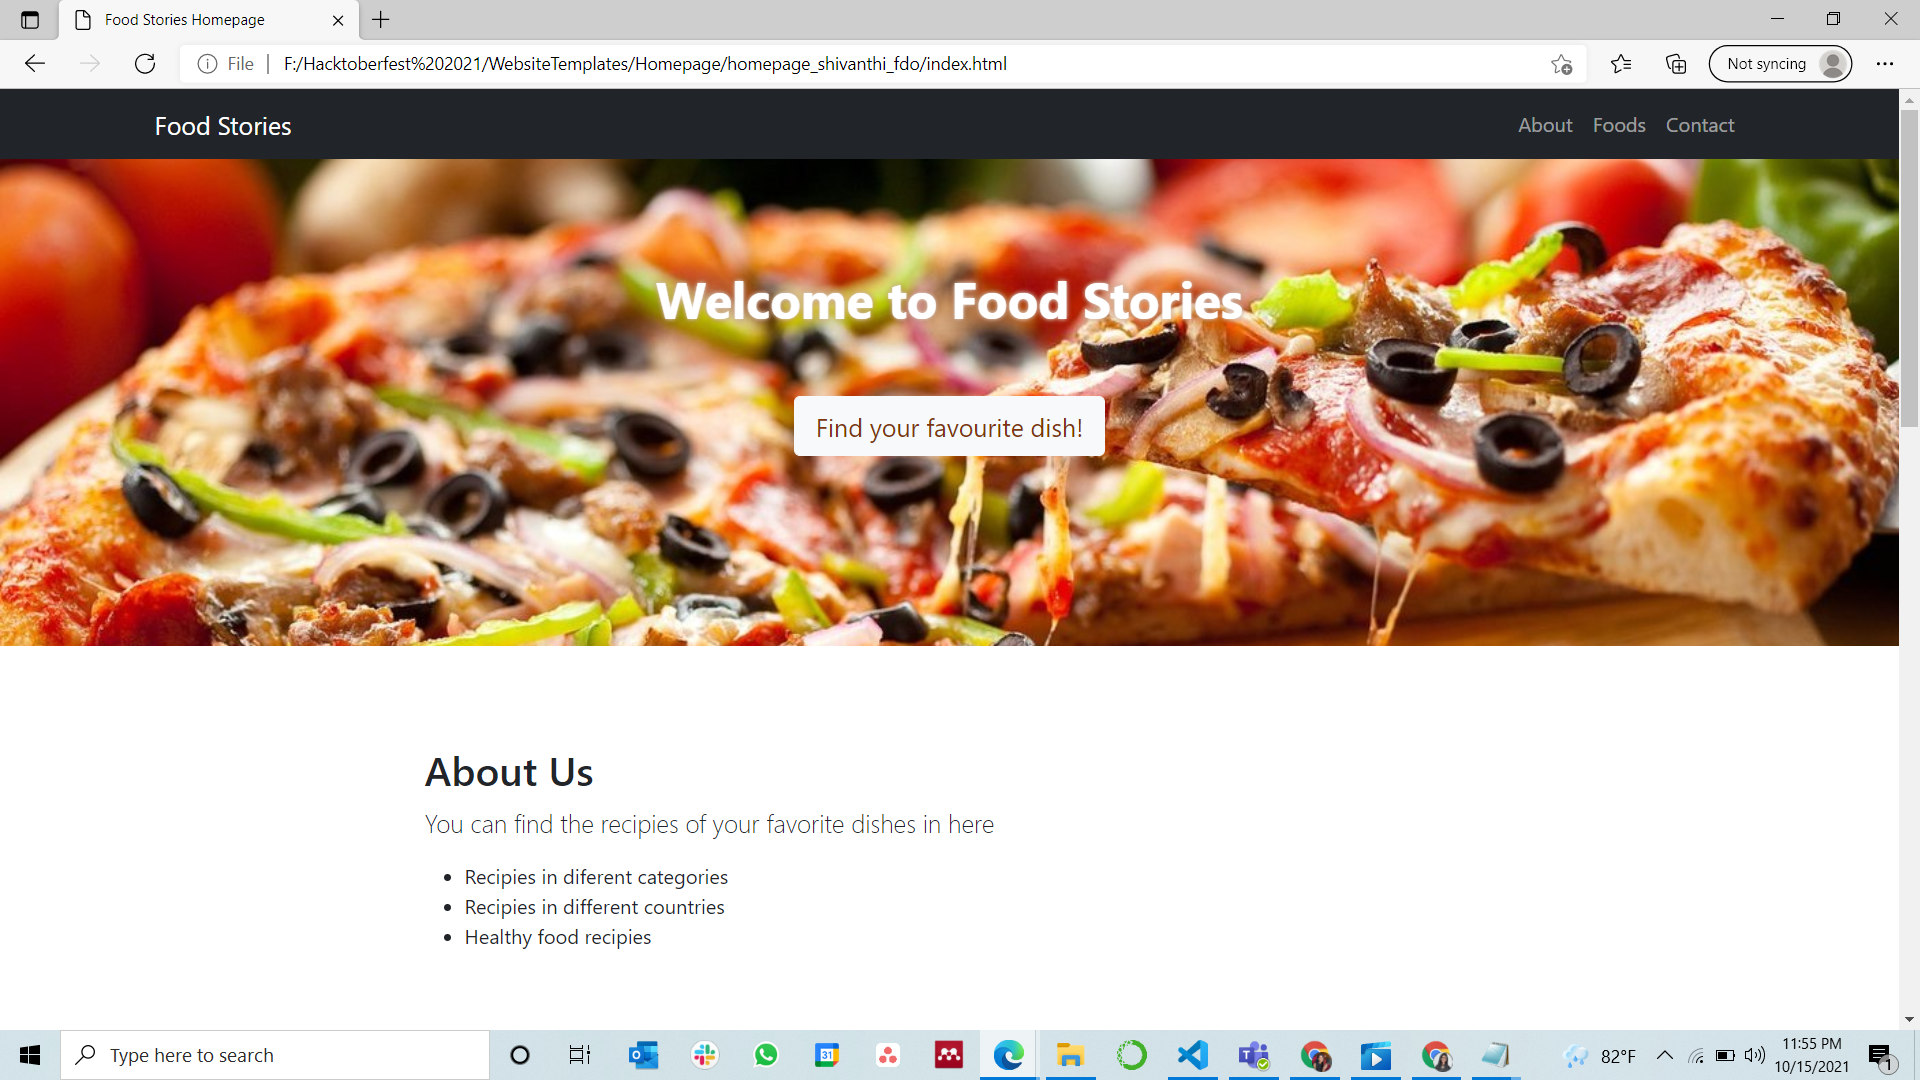 Food Stories Homepage
File
F:/Hacktoberfest%202021/WebsiteTemplates/Homepage/homepage_shivanthi_fdo/index.html
Not syncing
Food Stories
About Foods Contact
Welcome to Food Stories
Find your favourite dish!
About Us
You can find the recipies of your favorite dishes in here
• Recipies in diferent categories
• Recipies in different countries
• Healthy food recipies
Type here to search
31
82°F
11:55 PM
10/15/2021
1